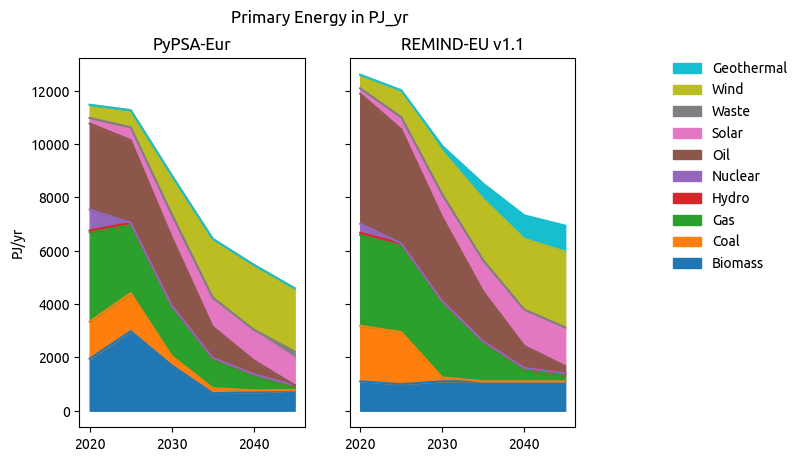 Primary Energy in PJ_yr
PyPSA-Eur
REMIND-EU v1.1
PJ/yr
12000
10000
8000
6000
4000
2000
0
2020
2030
2040
2020
2030
2040
Geothermal
Wind
Waste
Solar
Oil
Nuclear
Hydro
Gas
Coal
Biomass